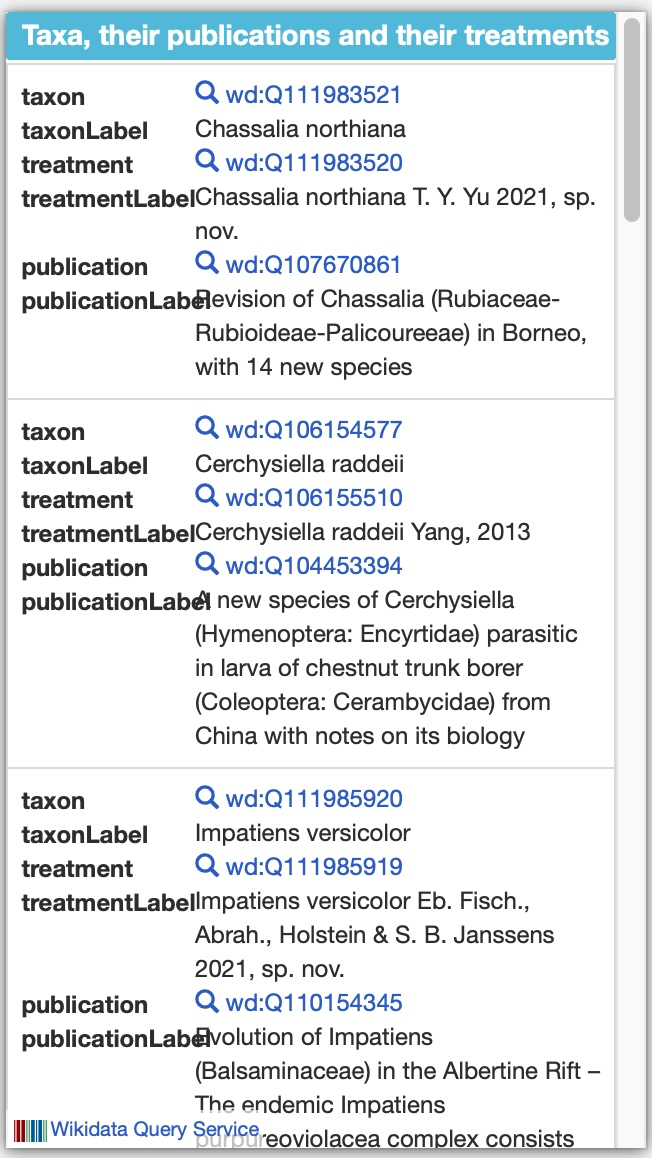 Taxa, their publications and their treatments
taxon wd:Q111983521
taxonLabel Chassalia northiana
treatment wd:Q111983520
treatmentLabel Chassalia northiana T. Y. Yu 2021, sp.
nov.
publication wd:Q107670861
publicationLabel Revision of Chassalia (Rubiaceae-
Rubioideae-Palicoureeae) in Borneo,
with 14 new species
taxon wd:Q106154577
taxonLabel Cerchysiella raddeii
treatment wd:Q106155510
treatmentLabel Cerchysiella raddeii Yang, 2013
publication wd:Q104453394
publicationLabel A new species of Cerchysiella
(Hymenoptera: Encyrtidae) parasitic
in larva of chestnut trunk borer
(Coleoptera: Cerambycidae) from
China with notes on its biology
taxon wd:Q111985920
taxonLabel Impatiens versicolor
treatment wd:Q111985919
treatmentLabel Impatiens versicolor Eb. Fisch.,
Abrah., Holstein & S. B. Janssens
2021, sp. nov.
publication wd:Q110154345
publicationLabel Evolution of Impatiens
(Balsaminaceae) in the Albertine Rift –
The endemic Impatiens
purpureoviolacea complex consists
Wikidata Query Service